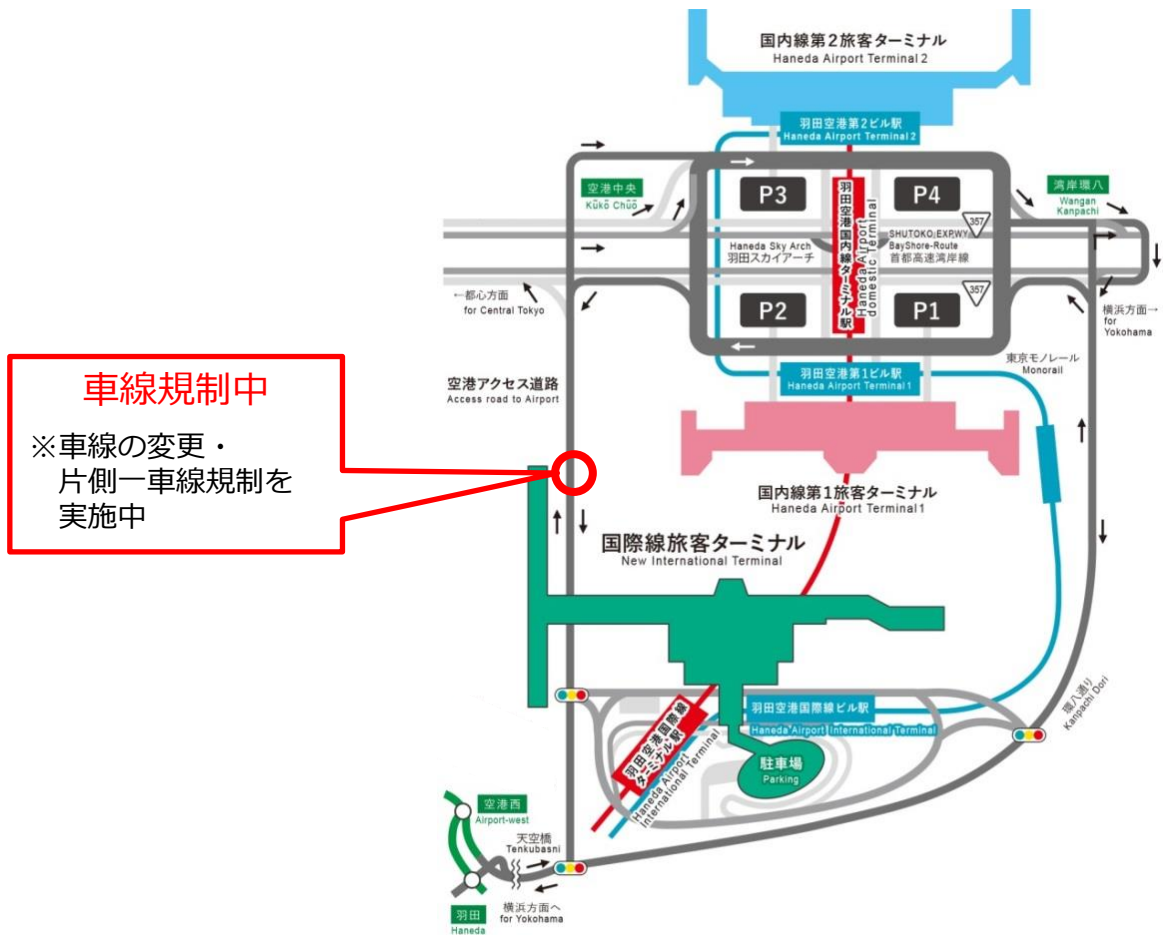 国内線第2旅客ターミナル
Haneda Airport Terminal 2
羽田空港第2ビル駅
Haneda Airport Terminal 2
空港中央
Kūkō Chūō
P3
P4
湾岸環八
Wangan
Kanpachi
357
羽田空港国内線ターミナル駅
Haneda Airport
domestic Terminal
Haneda Sky Arch
羽田スカイアーチ
SHUTOKO EXPWY
BayShore-Route
首都高速湾岸線
←都心方面
for Central Tokyo
P2
P1
357
横浜方面→
for
Yokohama
東京モノレール
Monorail
羽田空港第1ビル駅
Haneda Airport Terminal 1
空港アクセス道路
Access road to Airport
車線規制中
※車線の変更・
片側一車線規制を
実施中
国内線第1旅客ターミナル
Haneda Airport Terminal 1
国際線旅客ターミナル
New International Terminal
環八通り
Kanpachi Dori
羽田空港国際線
ターミナル駅
Haneda Airport
International Terminal
羽田空港国際線ビル駅
Haneda Airport International Terminal
駐車場
Parking
空港西
Airport-west
天空橋
Tenkubasni
横浜方面へ
for Yokohama
羽田
Haneda